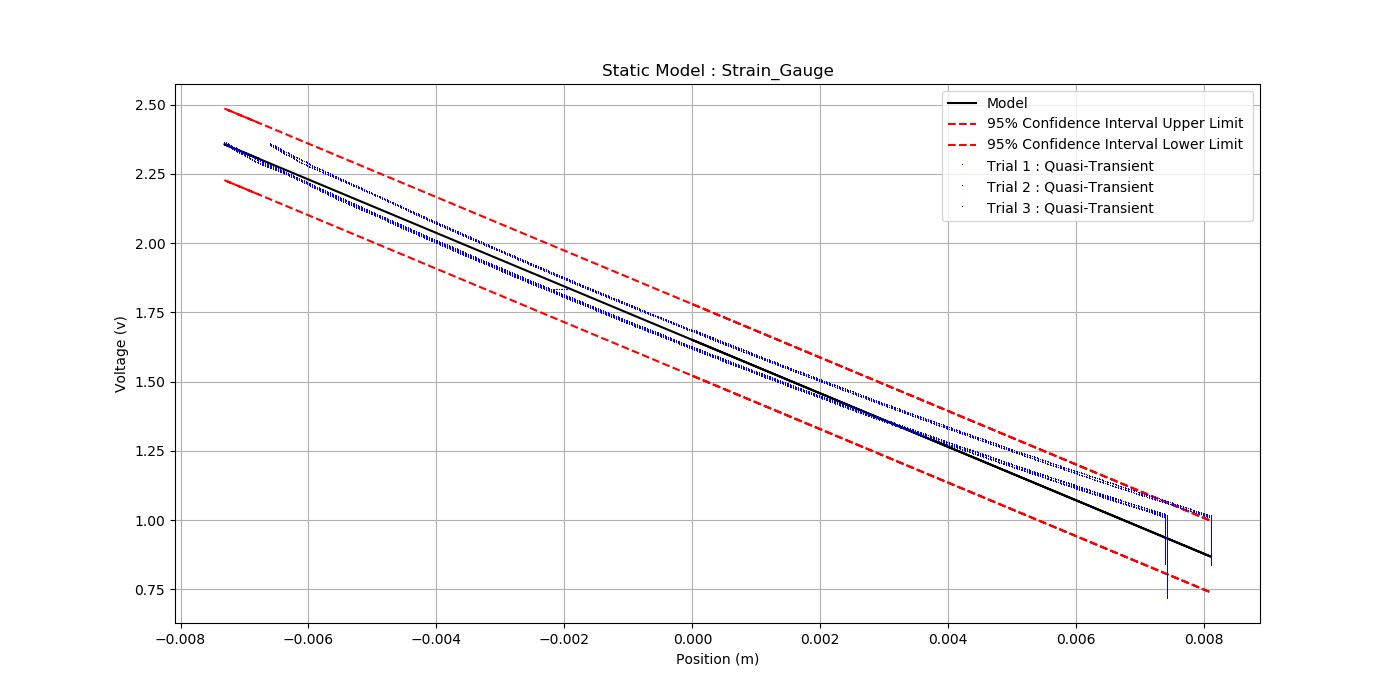 Static Model : Strain_Gauge
Model
95% Confidence Interval Upper Limit
95% Confidence Interval Lower Limit
Trial 1 : Quasi-Transient
Trial 2 : Quasi-Transient
Trial 3 : Quasi-Transient
2.50
2.25
2.00
1.75
1.50
1.25
1.00
0.75
Voltage (v)
−0.008 −0.006 −0.004 −0.002 0.000 0.002 0.004 0.006 0.008
Position (m)